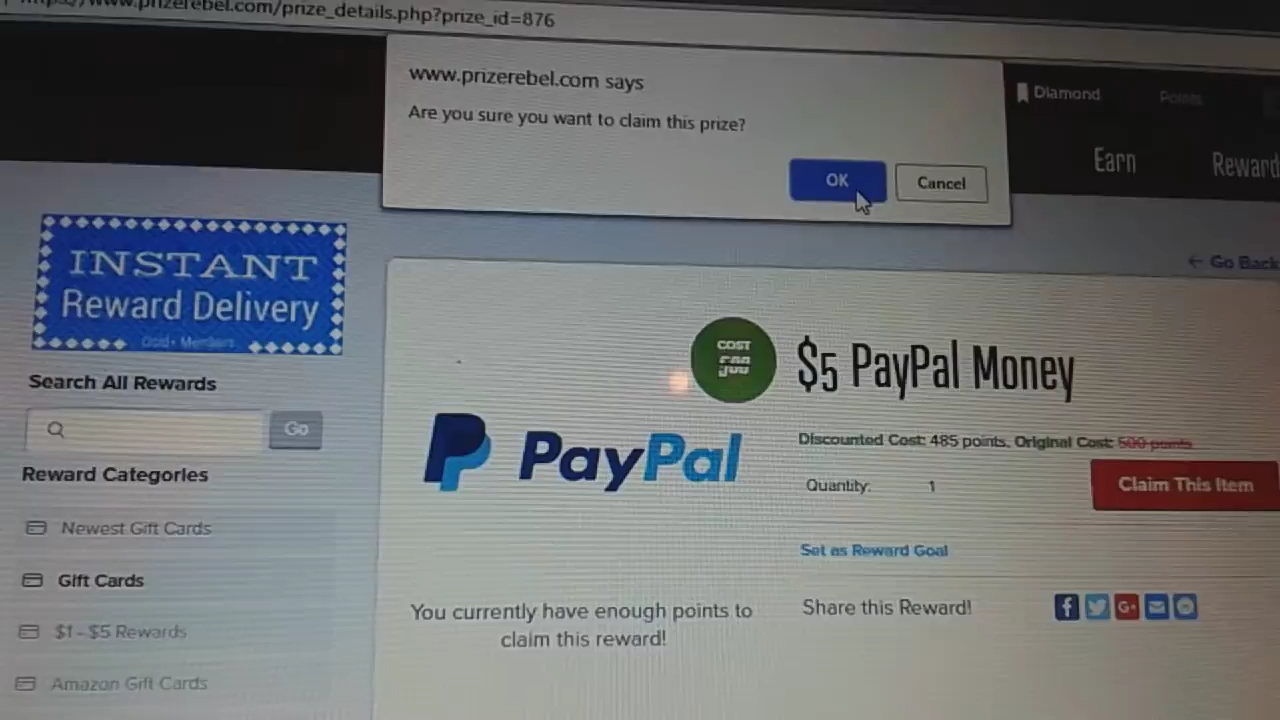 www.prizerebel.com/prize_details.php?prize_id=876
www.prizerebel.com says
Are you sure you want to claim this prize?
OK
Cancel
Diamond
Points
Earn
Reward
INSTANT
Reward Delivery
Gold+ Members
← Go Back
Search All Rewards
Go
Reward Categories
Newest Gift Cards
Gift Cards
$1 - $5 Rewards
Amazon Gift Cards
COST
$5 PayPal Money
PayPal
Discounted Cost: 485 points, Original Cost: 500 points
Quantity: 1
Claim This Item
Set as Reward Goal
You currently have enough points to
claim this reward!
Share this Reward!